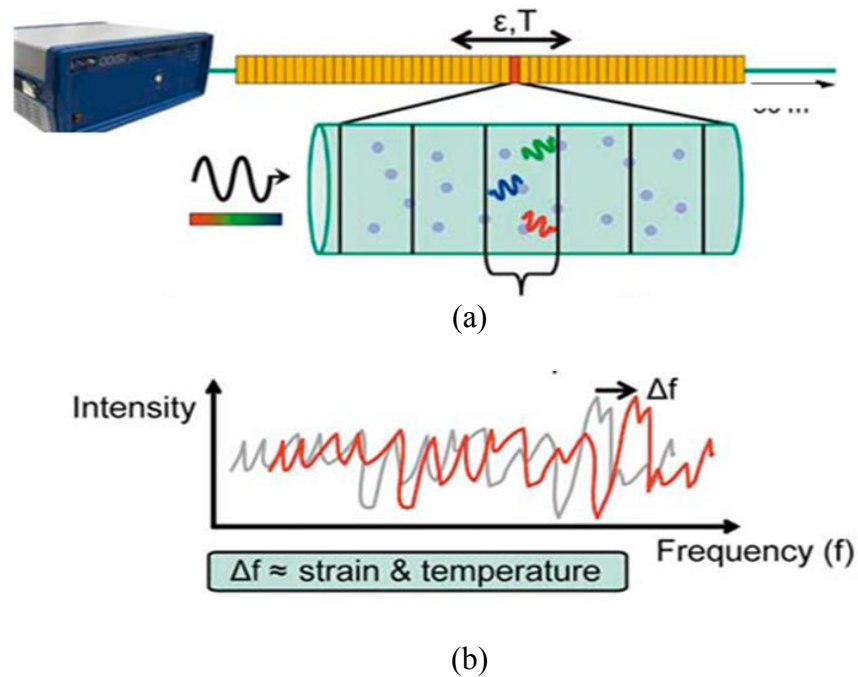 ε,T
(a)
Δf
Intensity
Frequency (f)
Δf ≈ strain & temperature
(b)